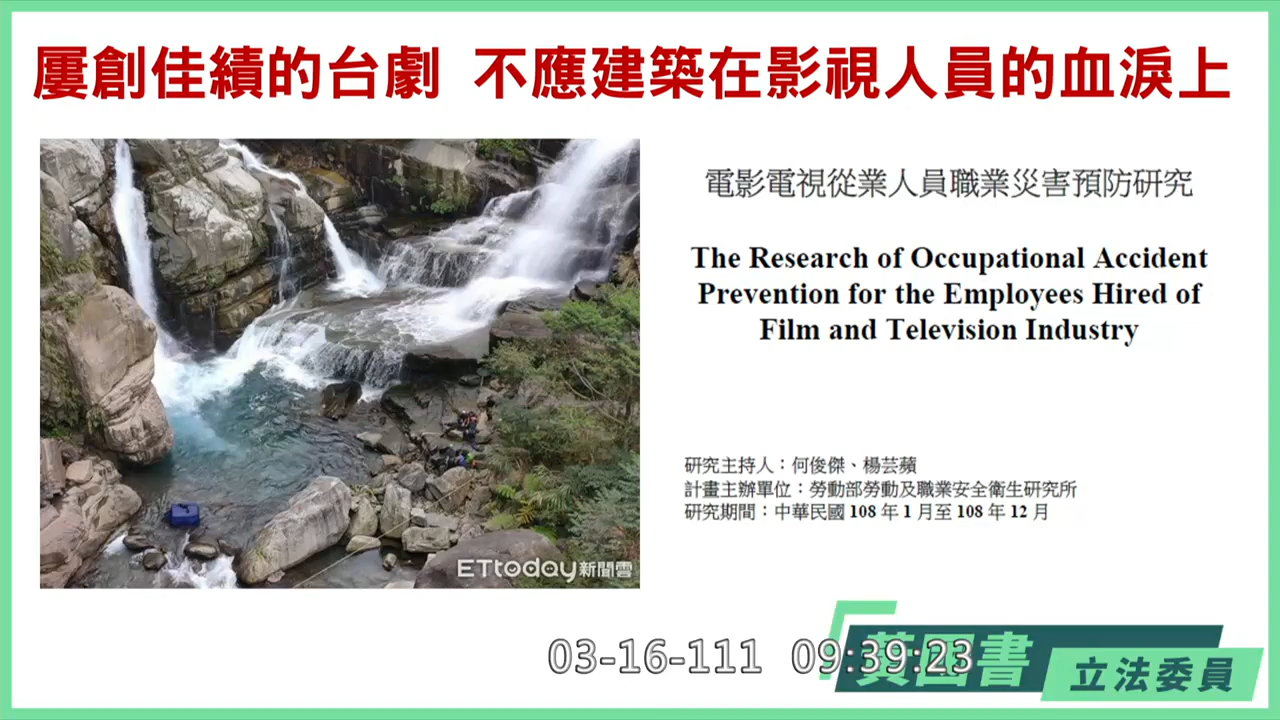 屢創佳績的台劇 不應建築在影視人員的血淚上
電影電視從業人員職業災害預防研究
The Research of Occupational Accident
Prevention for the Employees Hired of
Film and Television Industry
研究主持人：何俊傑、楊芸蘋
計畫主辦單位：勞動部勞動及職業安全衛生研究所
研究期間：中華民國 108 年 1 月至 108 年 12 月
ETtoday新聞雲
03-16-111 09:39:23
黃國書
立法委員